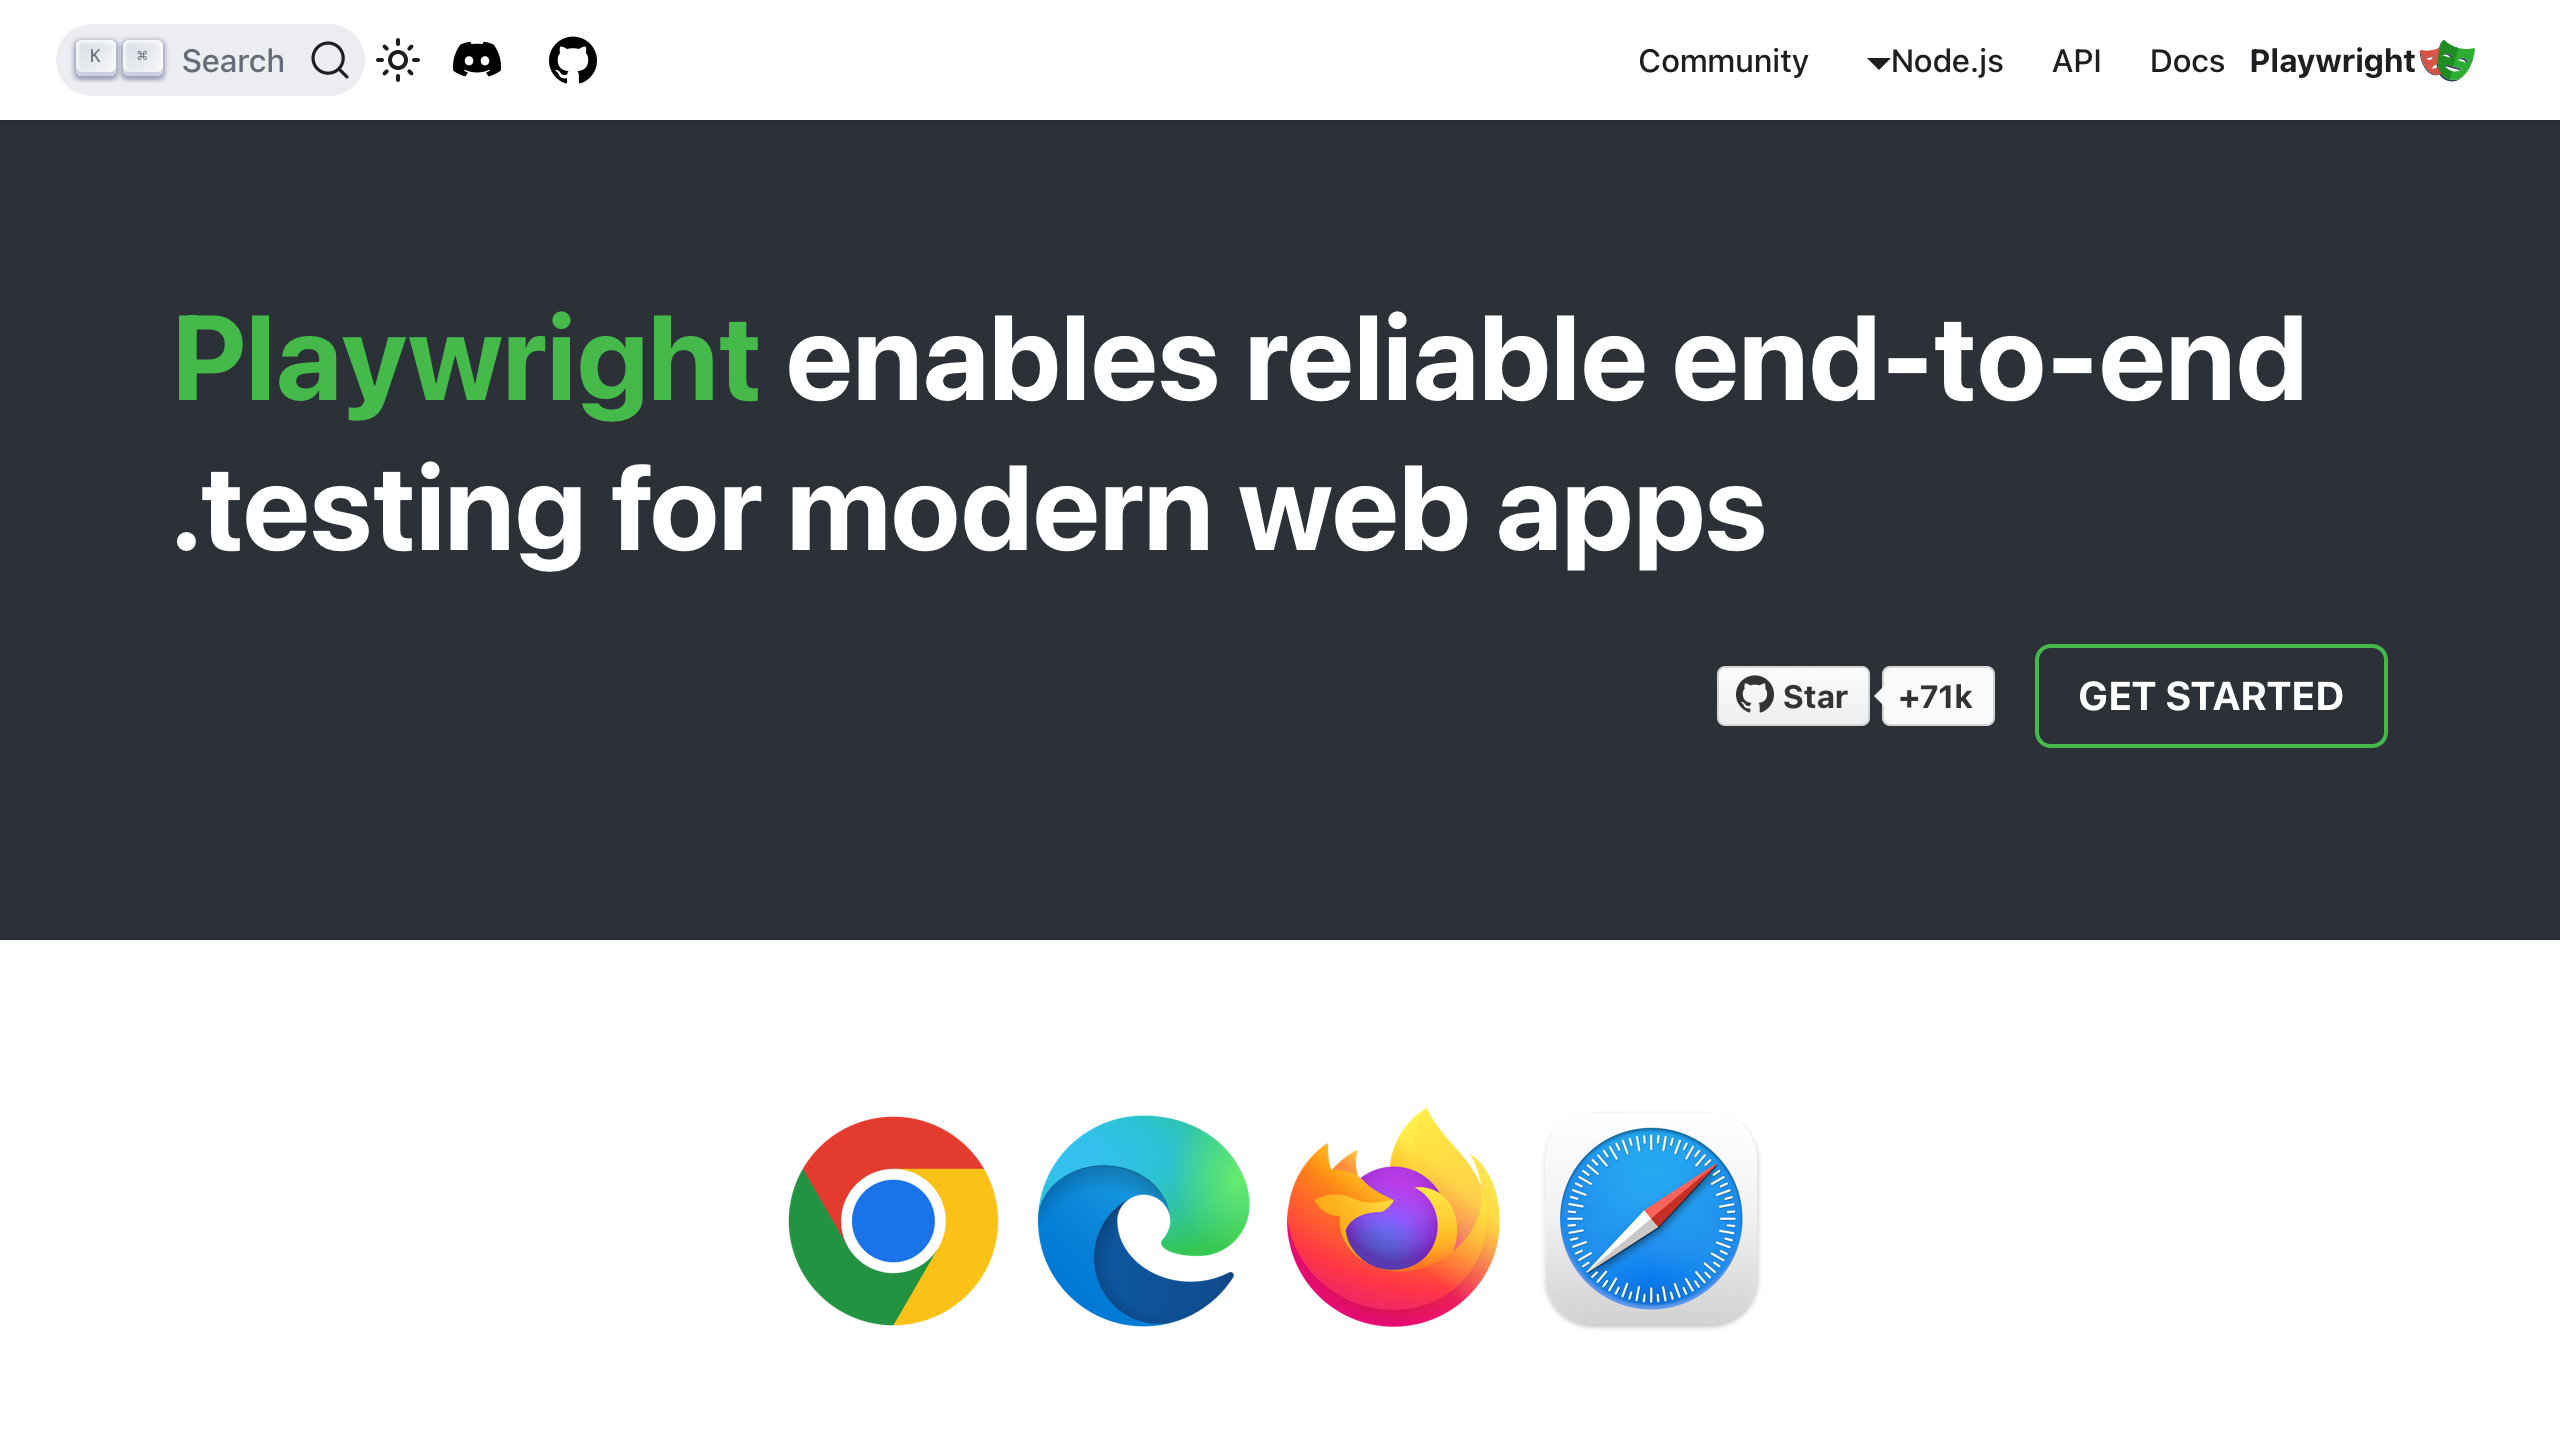 K ⌘ Search
Community
Node.js
API
Docs
Playwright
Playwright enables reliable end-to-end
.testing for modern web apps
Star
+71k
GET STARTED